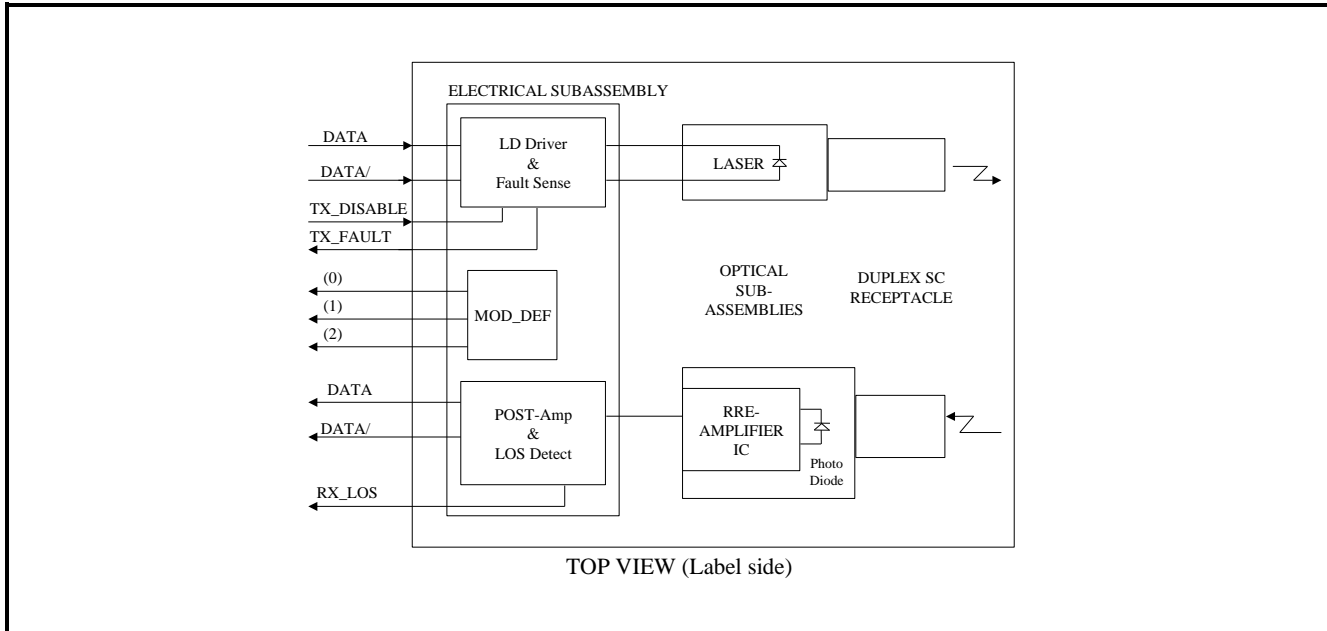 ELECTRICAL SUBASSEMBLY
DATA
DATA/
TX_DISABLE
TX_FAULT
LD Driver
&
Fault Sense
LASER
(0)
(1)
(2)
MOD_DEF
OPTICAL
SUB-
ASSEMBLIES
DUPLEX SC
RECEPTACLE
DATA
DATA/
RX_LOS
POST-Amp
&
LOS Detect
RRE-
AMPLIFIER
IC
Photo
Diode
TOP VIEW (Label side)